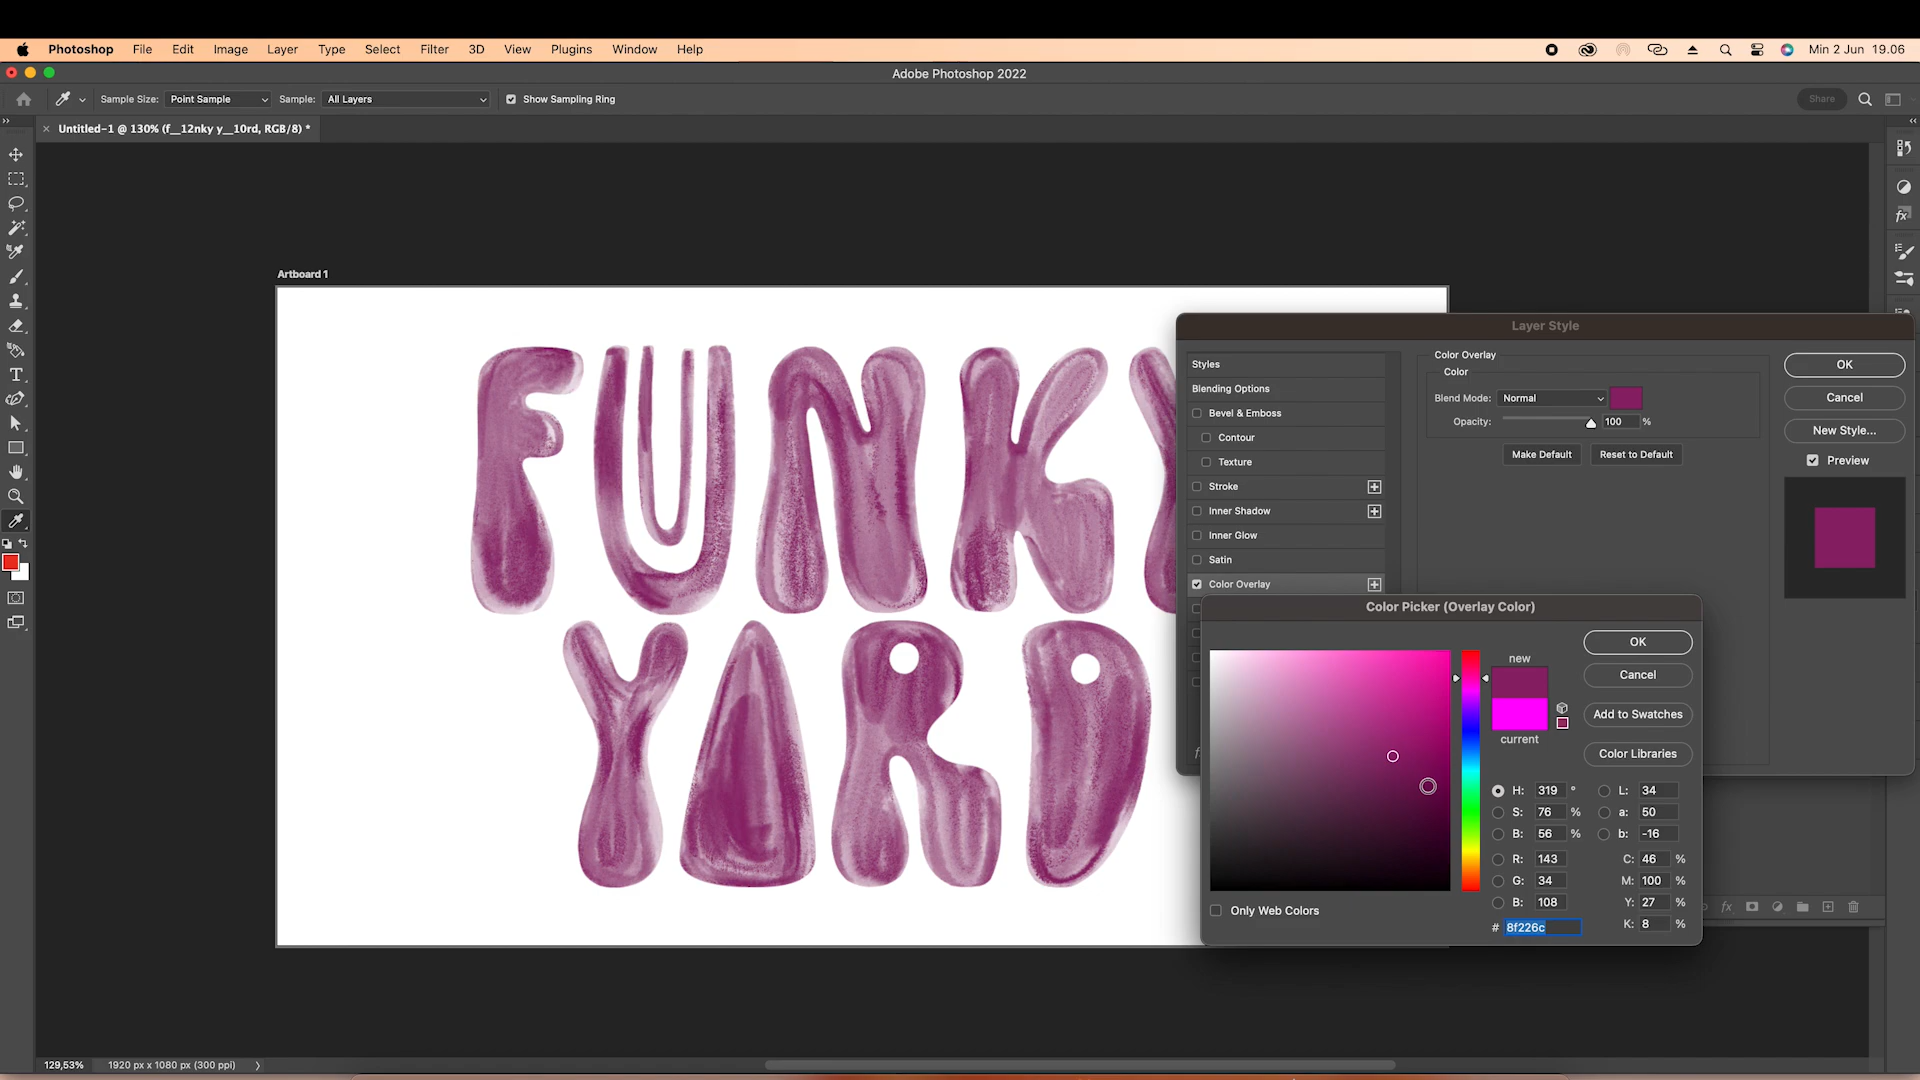 Photoshop File Edit Image Layer Type Select Filter 3D View Plugins Window Help Min 2 Jun 19.06
Adobe Photoshop 2022
Sample Size: Point Sample Sample: All Layers Show Sampling Ring Share
Untitled-1 @ 130% (f__12nky y__10rd, RGB/8) *
Artboard 1
FUNKY
YARD
Layer Style
Styles
Blending Options
Bevel & Emboss
Contour
Texture
Stroke
Inner Shadow
Inner Glow
Satin
Color Overlay
Color Overlay
Color
Blend Mode: Normal
Opacity: 100 %
Make Default Reset to Default
OK
Cancel
New Style...
Preview
Color Picker (Overlay Color)
new
current
OK
Cancel
Add to Swatches
Color Libraries
H: 319 ° L: 34
S: 76 % a: 50
B: 56 % b: -16
R: 143 C: 46 %
G: 34 M: 100 %
B: 108 Y: 27 %
# 8f226c K: 8 %
Only Web Colors
129,53% 1920 px x 1080 px (300 ppi)